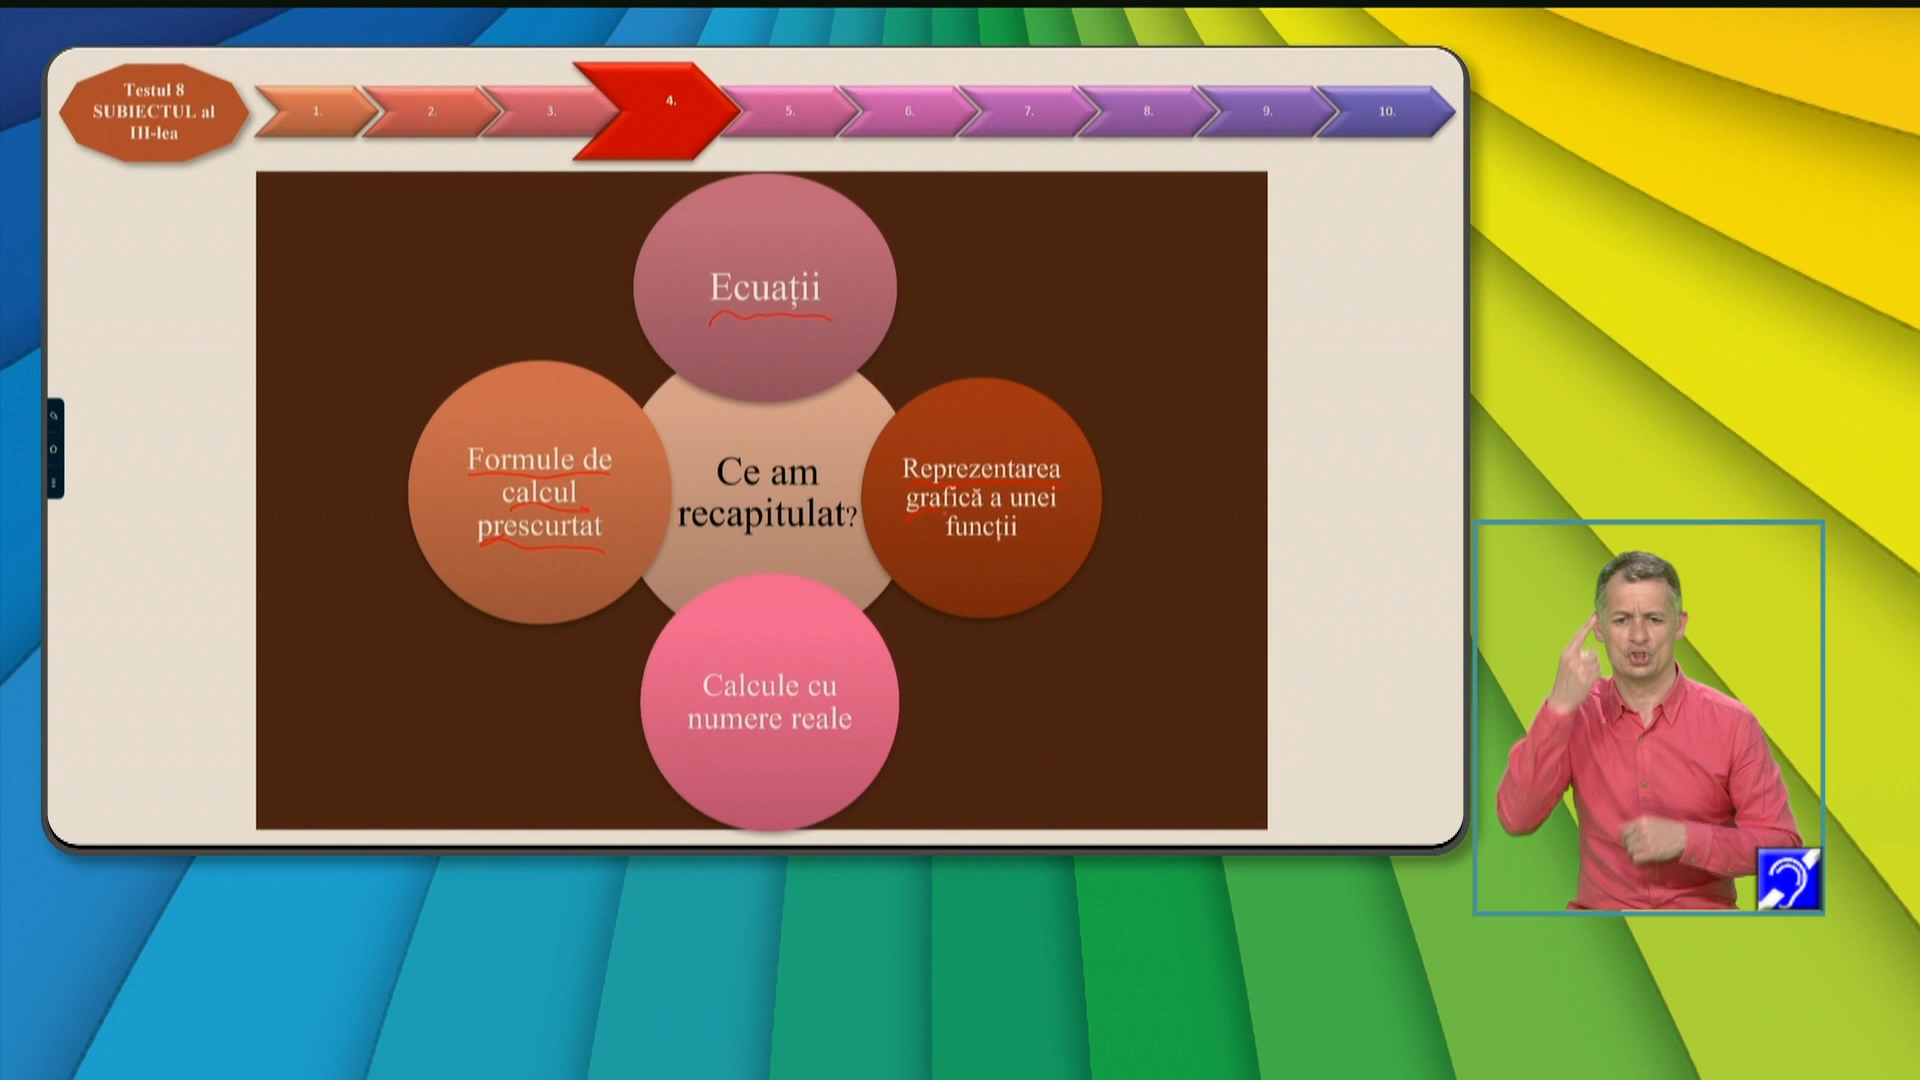 Testul 8
SUBIECTUL al
III-lea
1.
2.
3.
4.
5.
6.
7.
8.
9.
10.
Ecuații
Formule de
calcul
prescurtat
Ce am
recapitulat?
Reprezentarea
grafică a unei
funcții
Calcule cu
numere reale